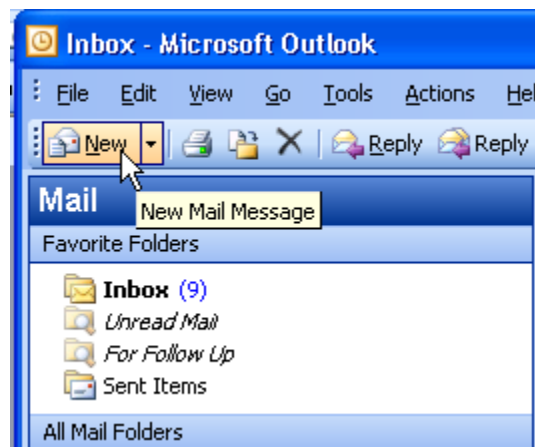 Inbox - Microsoft Outlook
File Edit View Go Tools Actions
New Reply Reply
Mail
New Mail Message
Favorite Folders
Inbox (9)
Unread Mail
For Follow Up
Sent Items
All Mail Folders